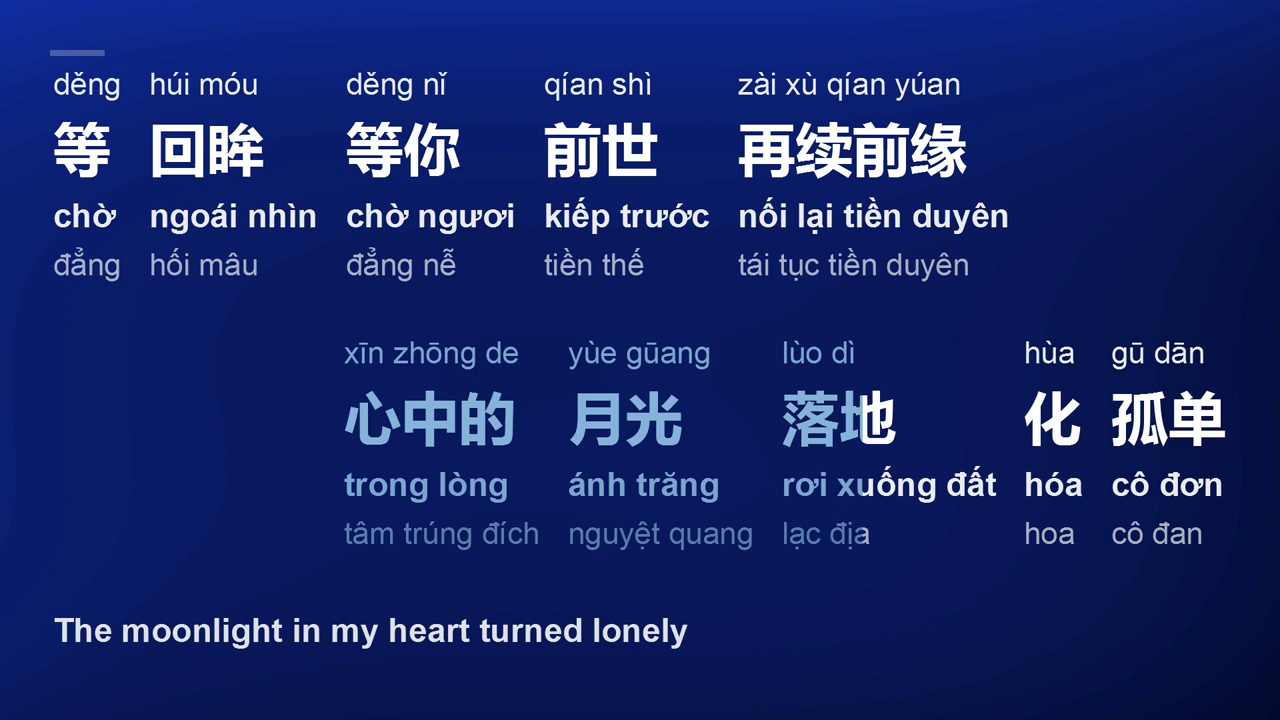 děng húi móu děng nǐ qían shì zài xù qían yúan
等 回眸 等你 前世 再续前缘
chờ ngoái nhìn chờ ngươi kiếp trước nối lại tiền duyên
đẳng hối mâu đẳng nễ tiền thế tái tục tiền duyên
xīn zhōng de yùe gūang lùo dì hùa gū dān
心中的 月光 落地 化 孤单
trong lòng ánh trăng rơi xuống đất hóa cô đơn
tâm trúng đích nguyệt quang lạc địa hoa cô đan
The moonlight in my heart turned lonely